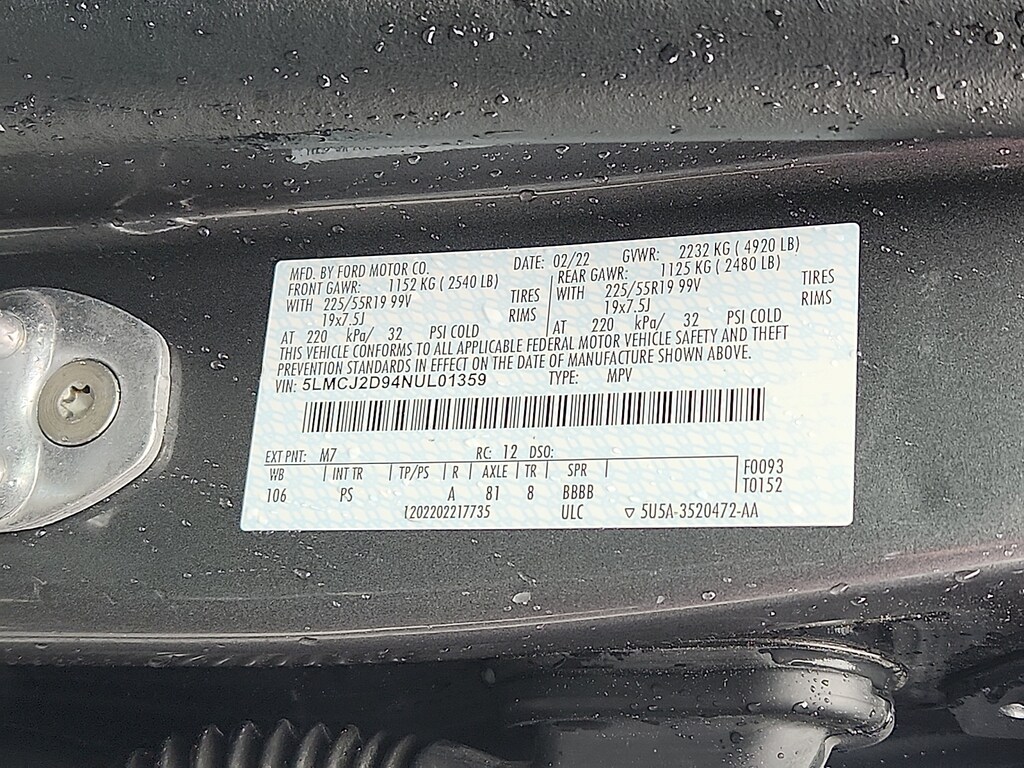 MFD. BY FORD MOTOR CO. DATE: 02/22 GVWR: 2232 KG ( 4920 LB)
FRONT GAWR: 1152 KG ( 2540 LB) REAR GAWR: 1125 KG ( 2480 LB)
WITH 225/55R19 99V TIRES WITH 225/55R19 99V TIRES
19x7.5J RIMS 19x7.5J RIMS
AT 220 kPa/ 32 PSI COLD AT 220 kPa/ 32 PSI COLD
THIS VEHICLE CONFORMS TO ALL APPLICABLE FEDERAL MOTOR VEHICLE SAFETY AND THEFT
PREVENTION STANDARDS IN EFFECT ON THE DATE OF MANUFACTURE SHOWN ABOVE.
VIN: 5LMCJ2D94NUL01359 TYPE: MPV
EXT PNT: M7 RC: 12 DSO:
WB INT TR TP/PS R AXLE TR SPR F0093
106 PS A 81 8 BBBB T0152
1202202217735 ULC ▽ 5U5A-3520472-AA